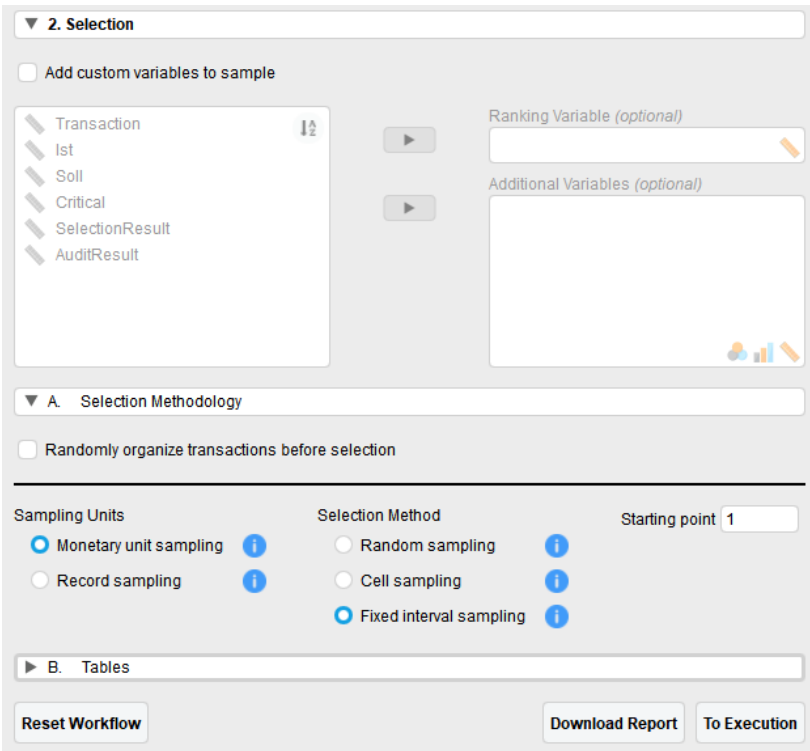 2. Selection
Add custom variables to sample
Transaction
Ist
Soll
Critical
SelectionResult
AuditResult
Ranking Variable (optional)
Additional Variables (optional)
A. Selection Methodology
Randomly organize transactions before selection
Sampling Units
Monetary unit sampling
Record sampling
Selection Method
Random sampling
Cell sampling
Fixed interval sampling
Starting point 1
B. Tables
Reset Workflow
Download Report
To Execution